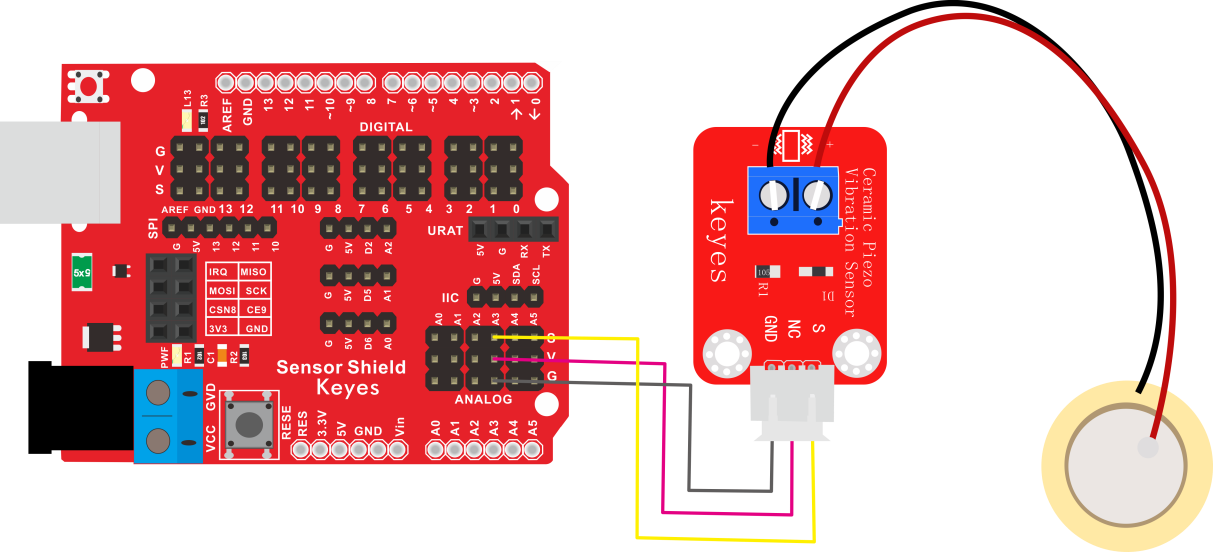 L13
R3
AREF
GND
13
12
11
~10
~9
8
7
~6
~5
4
~3
2
→1
←0
DIGITAL
G
V
S
AREF GND 13 12 11 10 9 8 7 6 5 4 3 2 1 0
SPI
G
5V
13
12
11
10
G
5V
D2
A2
URAT
5V
G
RX
TX
5x5
IRQ MISO
MOSI SCK
CSN8 CE9
3V3 GND
G
5V
D5
A1
IIC
G
5V
SDA
SCL
G
5V
D6
A0
A0
A1
A2
A3
A4
A5
S
V
G
PWF
R1
C1
R2
Sensor Shield
Keyes
ANALOG
GVD
VCC
RESE
RES
3.3V
5V
GND
Vin
A0
A1
A2
A3
A4
A5
- +
Ceramic Piezo
Vibration Sensor
keyes
103
R1
D1
GND
NC
S